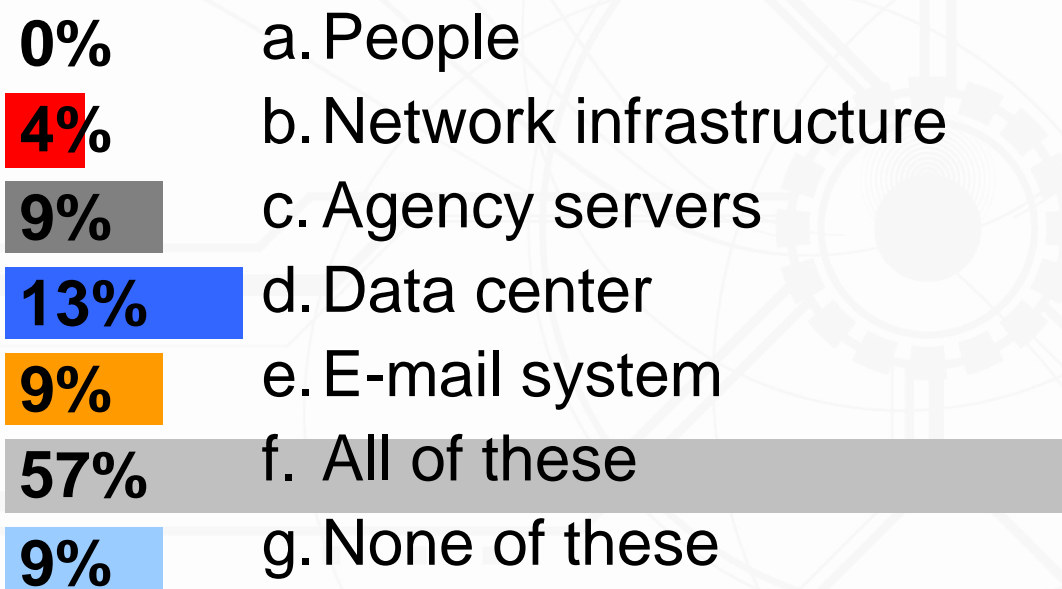 0% a. People
4% b. Network infrastructure
9% c. Agency servers
13% d. Data center
9% e. E-mail system
57% f. All of these
9% g. None of these